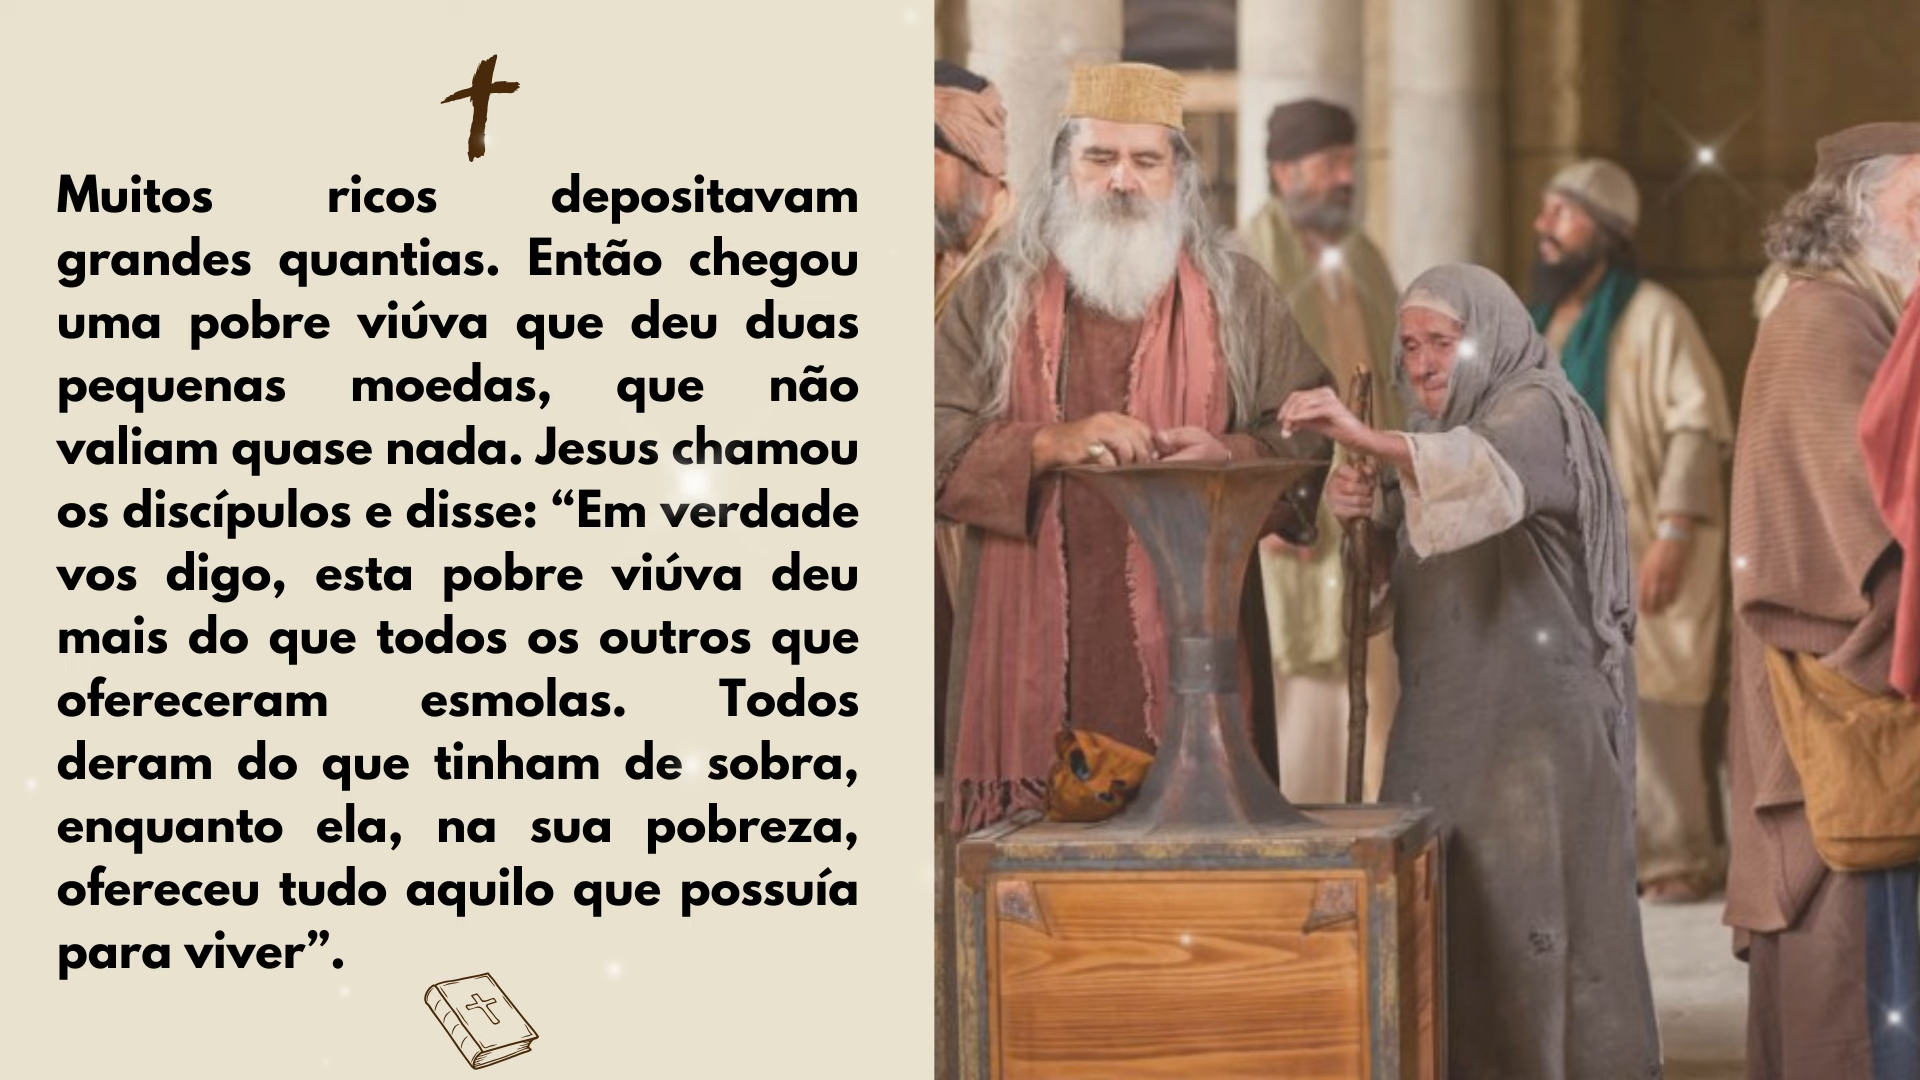 Muitos ricos depositavam
grandes quantias. Então chegou
uma pobre viúva que deu duas
pequenas moedas, que não
valiam quase nada. Jesus chamou
os discípulos e disse: “Em verdade
vos digo, esta pobre viúva deu
mais do que todos os outros que
ofereceram esmolas. Todos
deram do que tinham de sobra,
enquanto ela, na sua pobreza,
ofereceu tudo aquilo que possuía
para viver”.